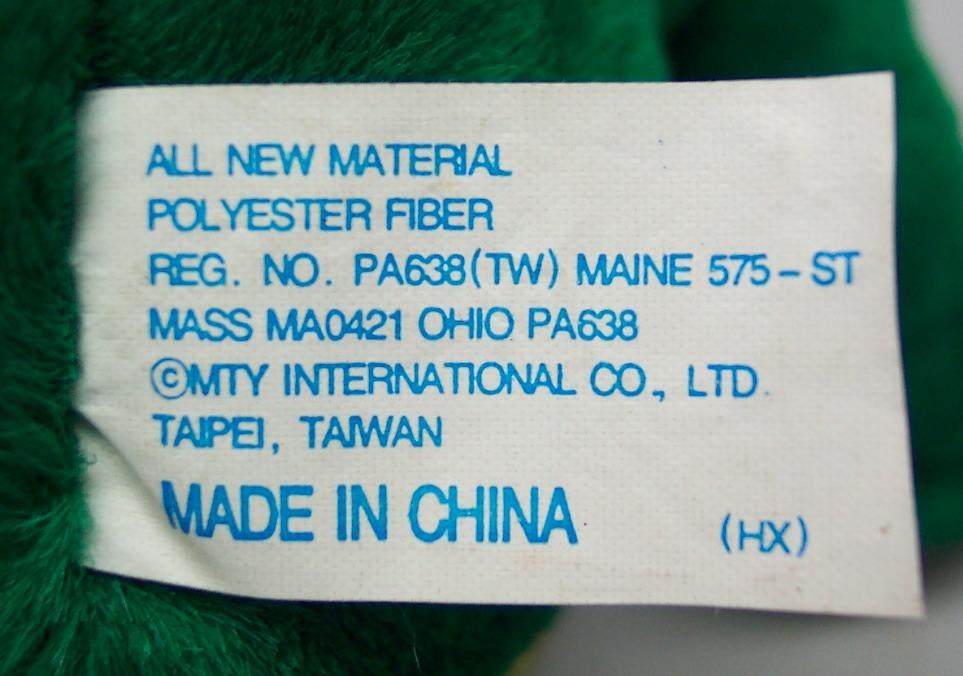 ALL NEW MATERIAL
POLYESTER FIBER
REG. NO. PA638(TW) MAINE 575-ST
MASS MA0421 OHIO PA638
©MTY INTERNATIONAL CO., LTD.
TAIPEI, TAIWAN
MADE IN CHINA
(HX)